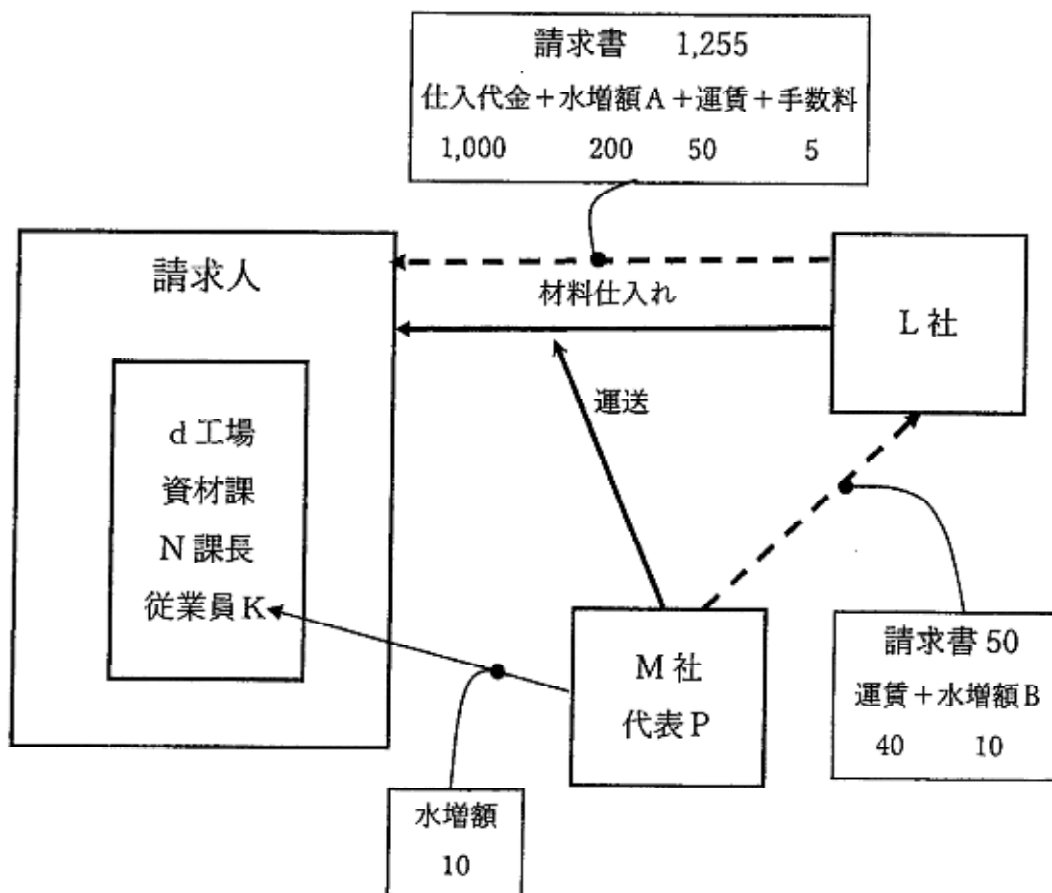 請求書 1,255
仕入代金+水増額A+運賃+手数料
1,000 200 50 5
請求人
材料仕入れ
L社
運送
d工場
資材課
N課長
従業員K
M社
代表P
請求書 50
運賃+水増額B
40 10
水増額
10